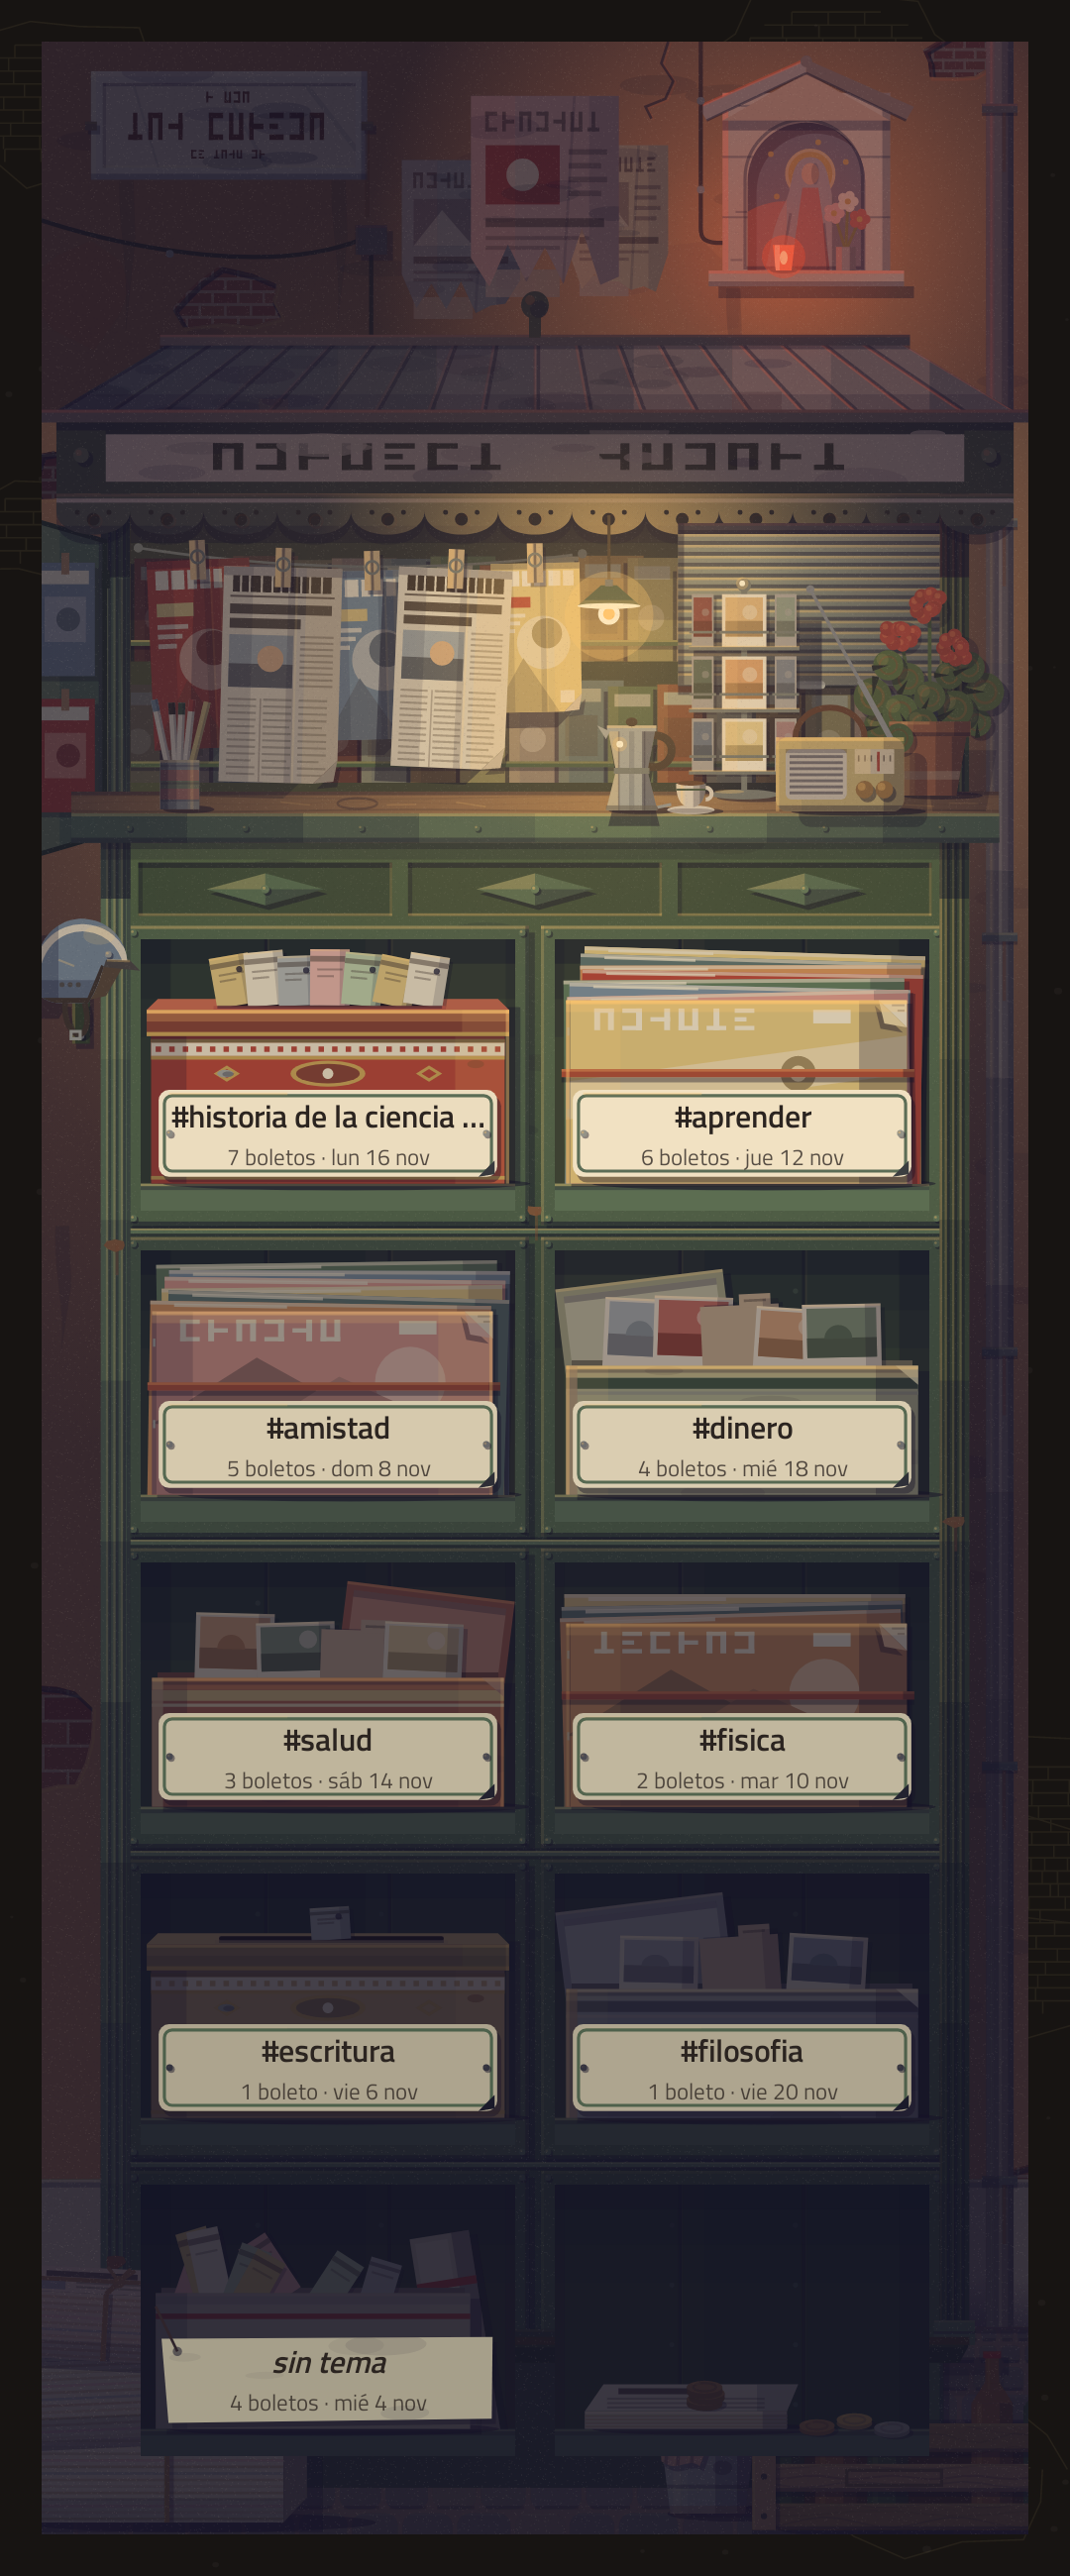 #historia de la ciencia ...
7 boletos · lun 16 nov
#aprender
6 boletos · jue 12 nov
#amistad
5 boletos · dom 8 nov
#dinero
4 boletos · mié 18 nov
#salud
3 boletos · sáb 14 nov
#fisica
2 boletos · mar 10 nov
#escritura
1 boleto · vie 6 nov
#filosofia
1 boleto · vie 20 nov
sin tema
4 boletos · mié 4 nov